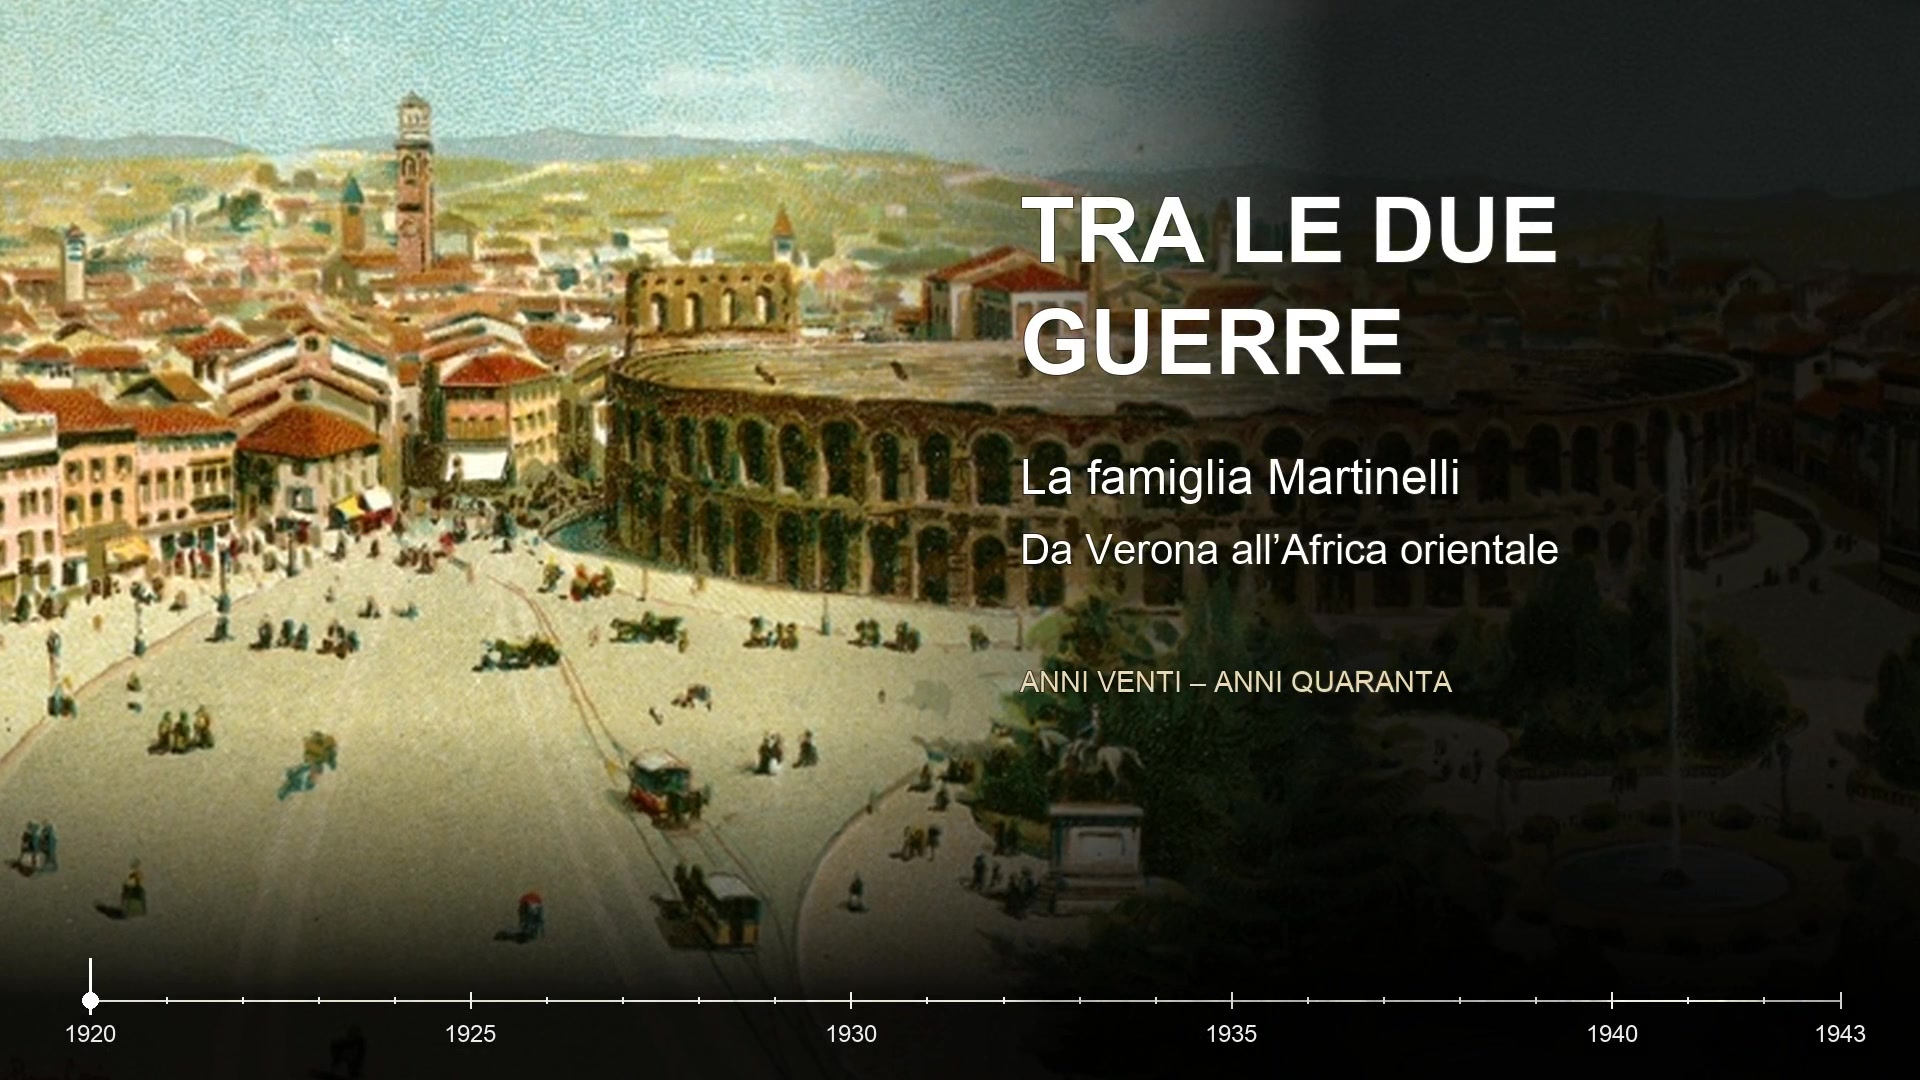 TRA LE DUE
GUERRE
La famiglia Martinelli
Da Verona all’Africa orientale
ANNI VENTI – ANNI QUARANTA
1920 1925 1930 1935 1940 1943